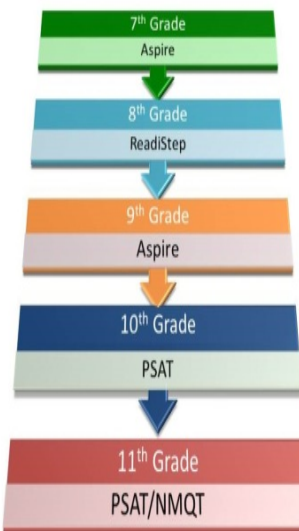 7th Grade
Aspire
8th Grade
ReadiStep
9th Grade
Aspire
10th Grade
PSAT
11th Grade
PSAT/NMQT